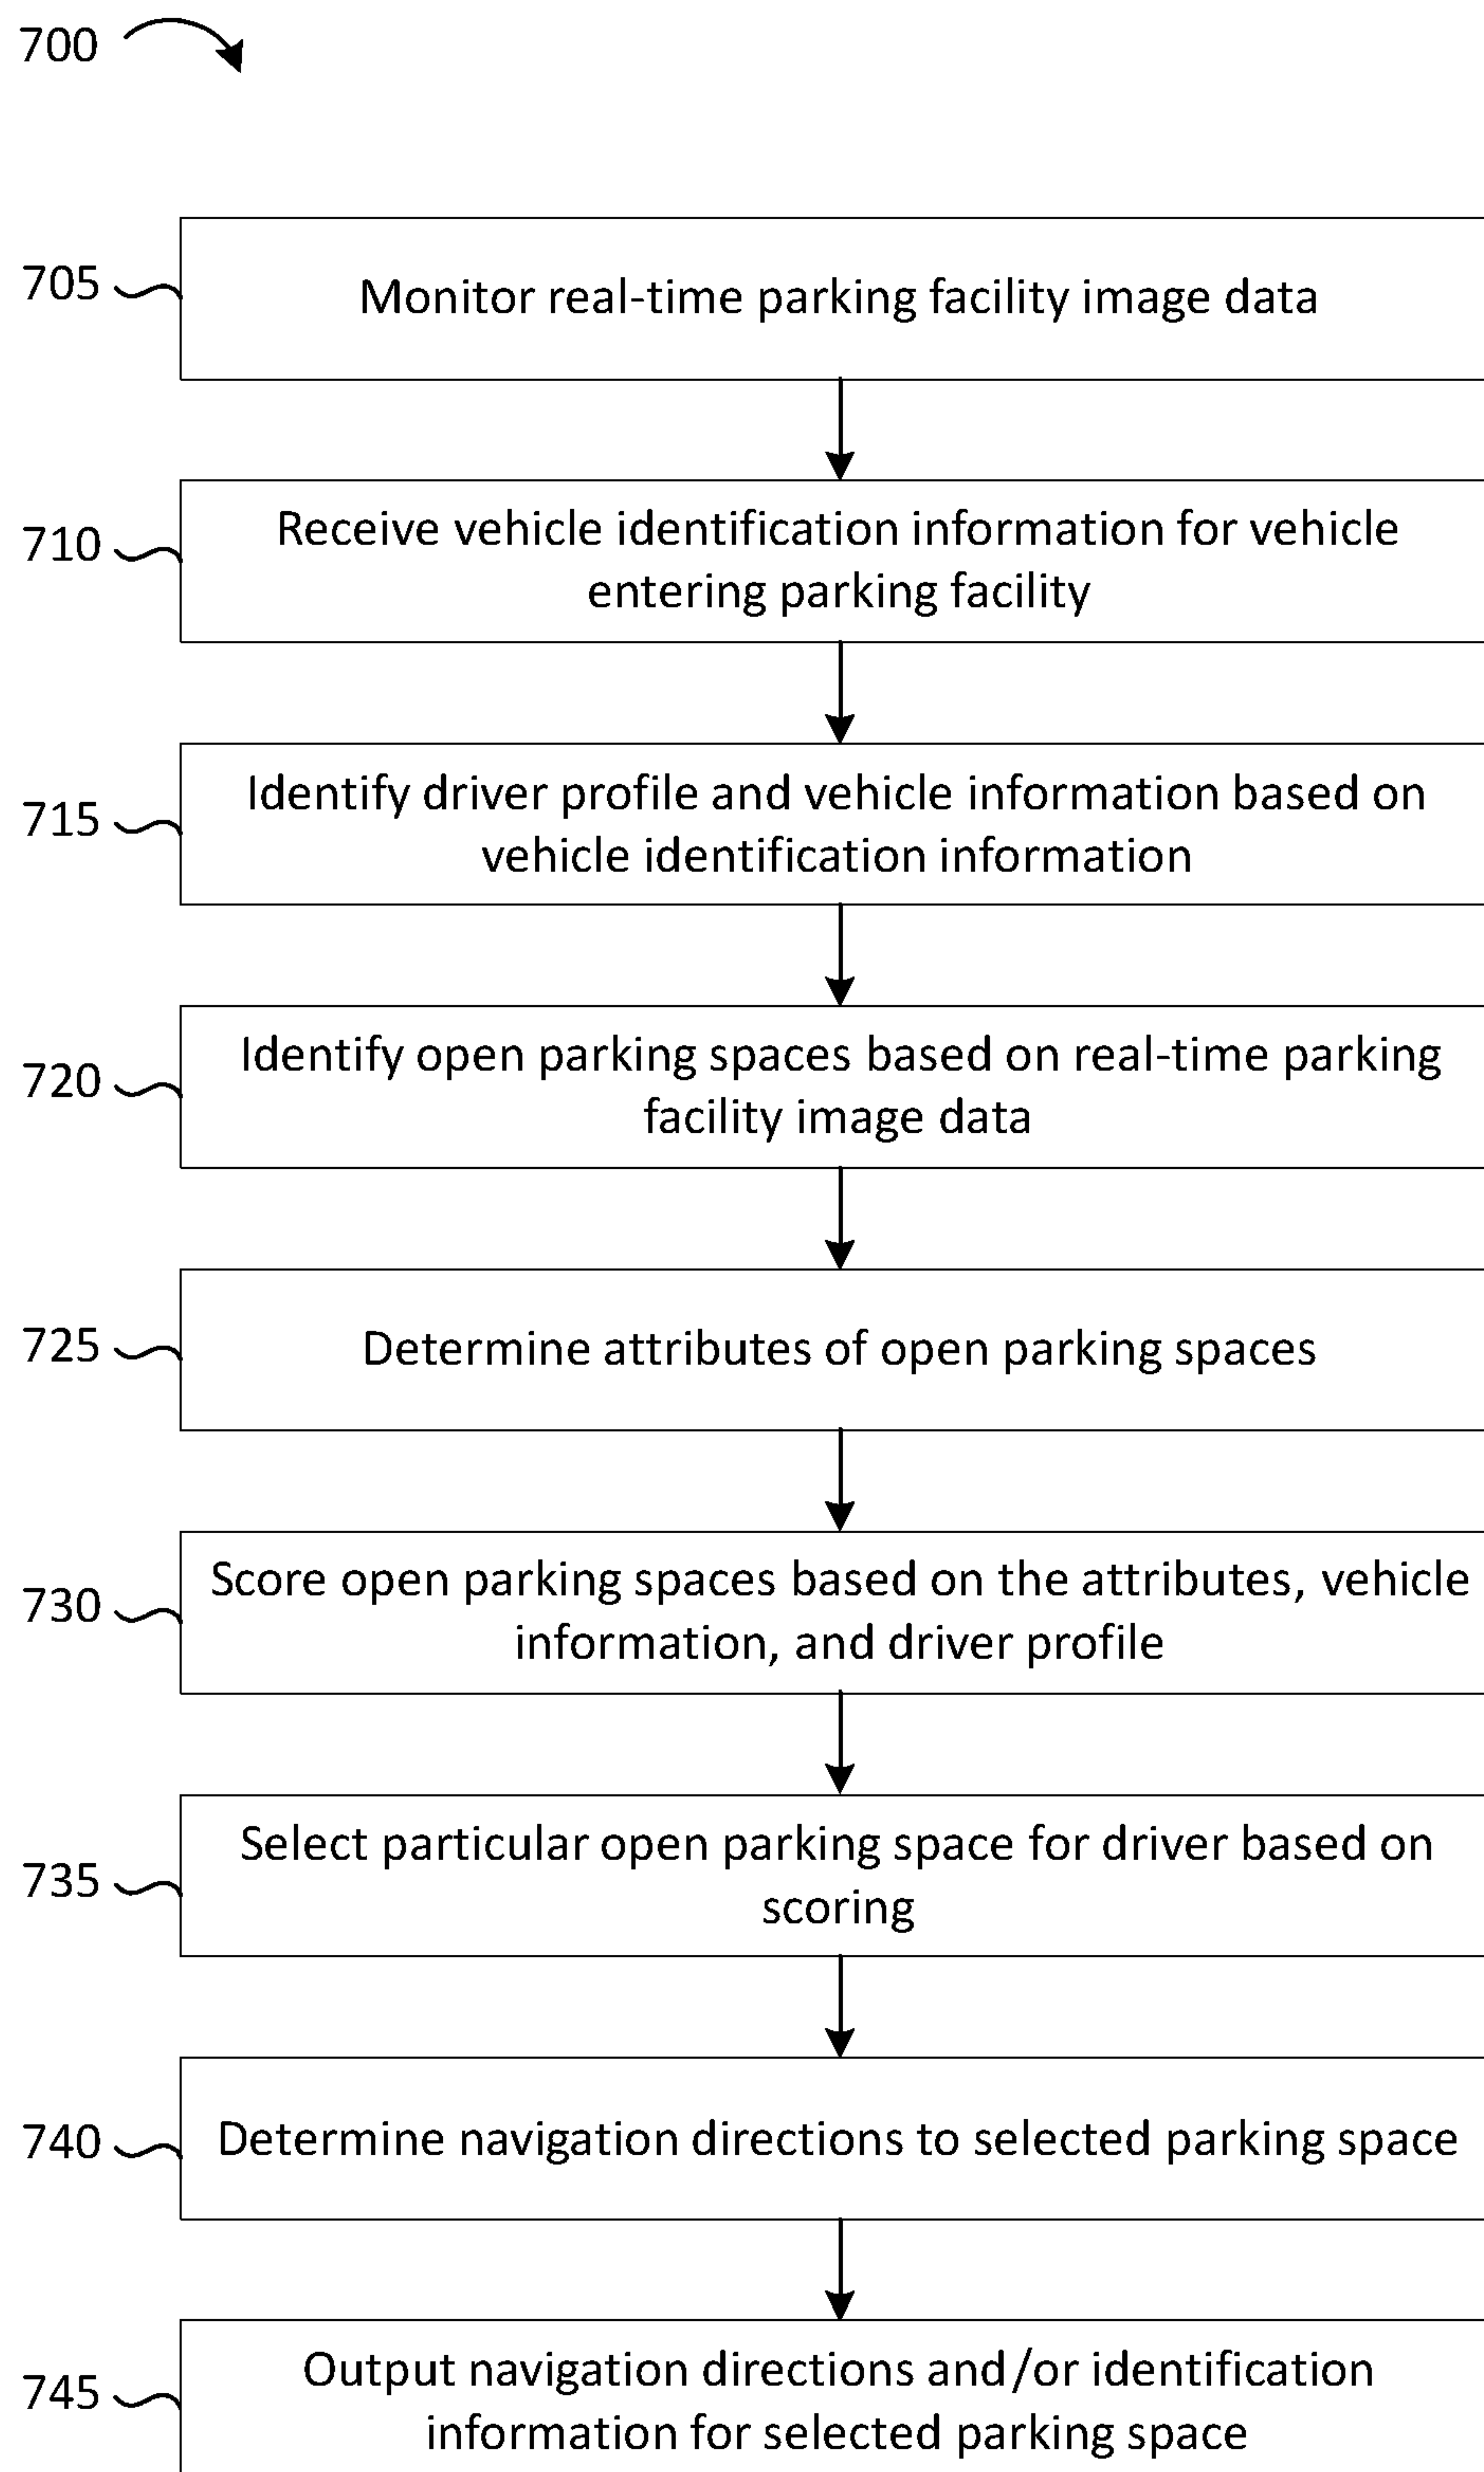 700
705
Monitor real-time parking facility image data
710
Receive vehicle identification information for vehicle
entering parking facility
715
Identify driver profile and vehicle information based on
vehicle identification information
720
Identify open parking spaces based on real-time parking
facility image data
725
Determine attributes of open parking spaces
730
Score open parking spaces based on the attributes, vehicle
information, and driver profile
735
Select particular open parking space for driver based on
scoring
740
Determine navigation directions to selected parking space
745
Output navigation directions and/or identification
information for selected parking space